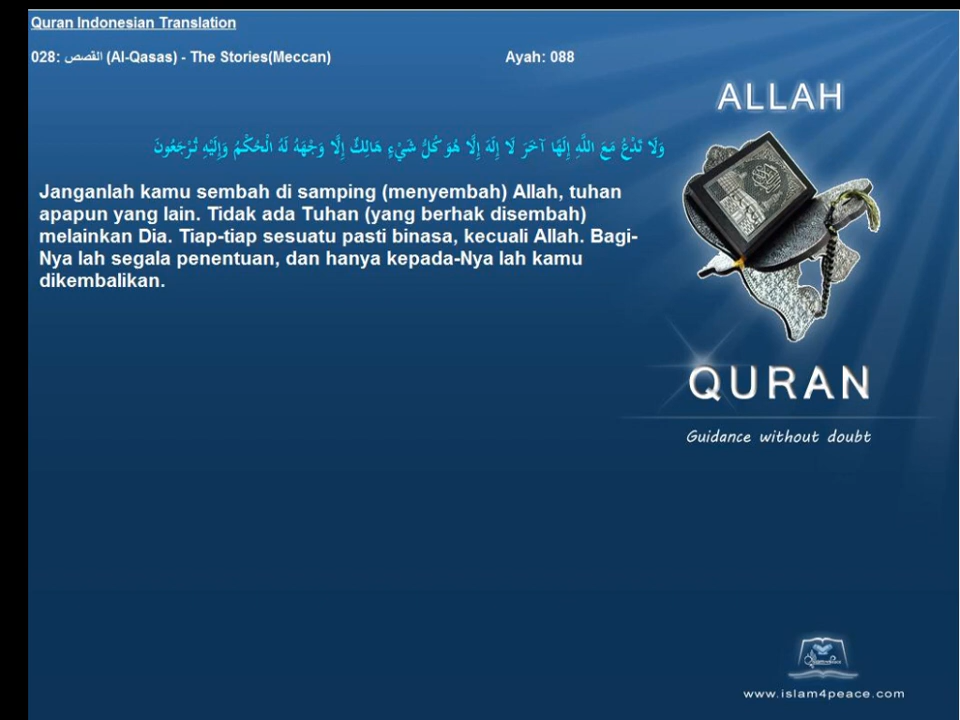 Quran Indonesian Translation
028: القصص (Al-Qasas) - The Stories(Meccan) Ayah: 088
ALLAH
وَلَا تَدْعُ مَعَ اللَّهِ إِلَهًا آخَرَ لَا إِلَهَ إِلَّا هُوَ كُلُّ شَيْءٍ هَالِكٌ إِلَّا وَجْهَهُ لَهُ الْحُكْمُ وَإِلَيْهِ تُرْجَعُونَ
Janganlah kamu sembah di samping (menyembah) Allah, tuhan
apapun yang lain. Tidak ada Tuhan (yang berhak disembah)
melainkan Dia. Tiap-tiap sesuatu pasti binasa, kecuali Allah. Bagi-
Nya lah segala penentuan, dan hanya kepada-Nya lah kamu
dikembalikan.
QURAN
Guidance without doubt
www.islam4peace.com